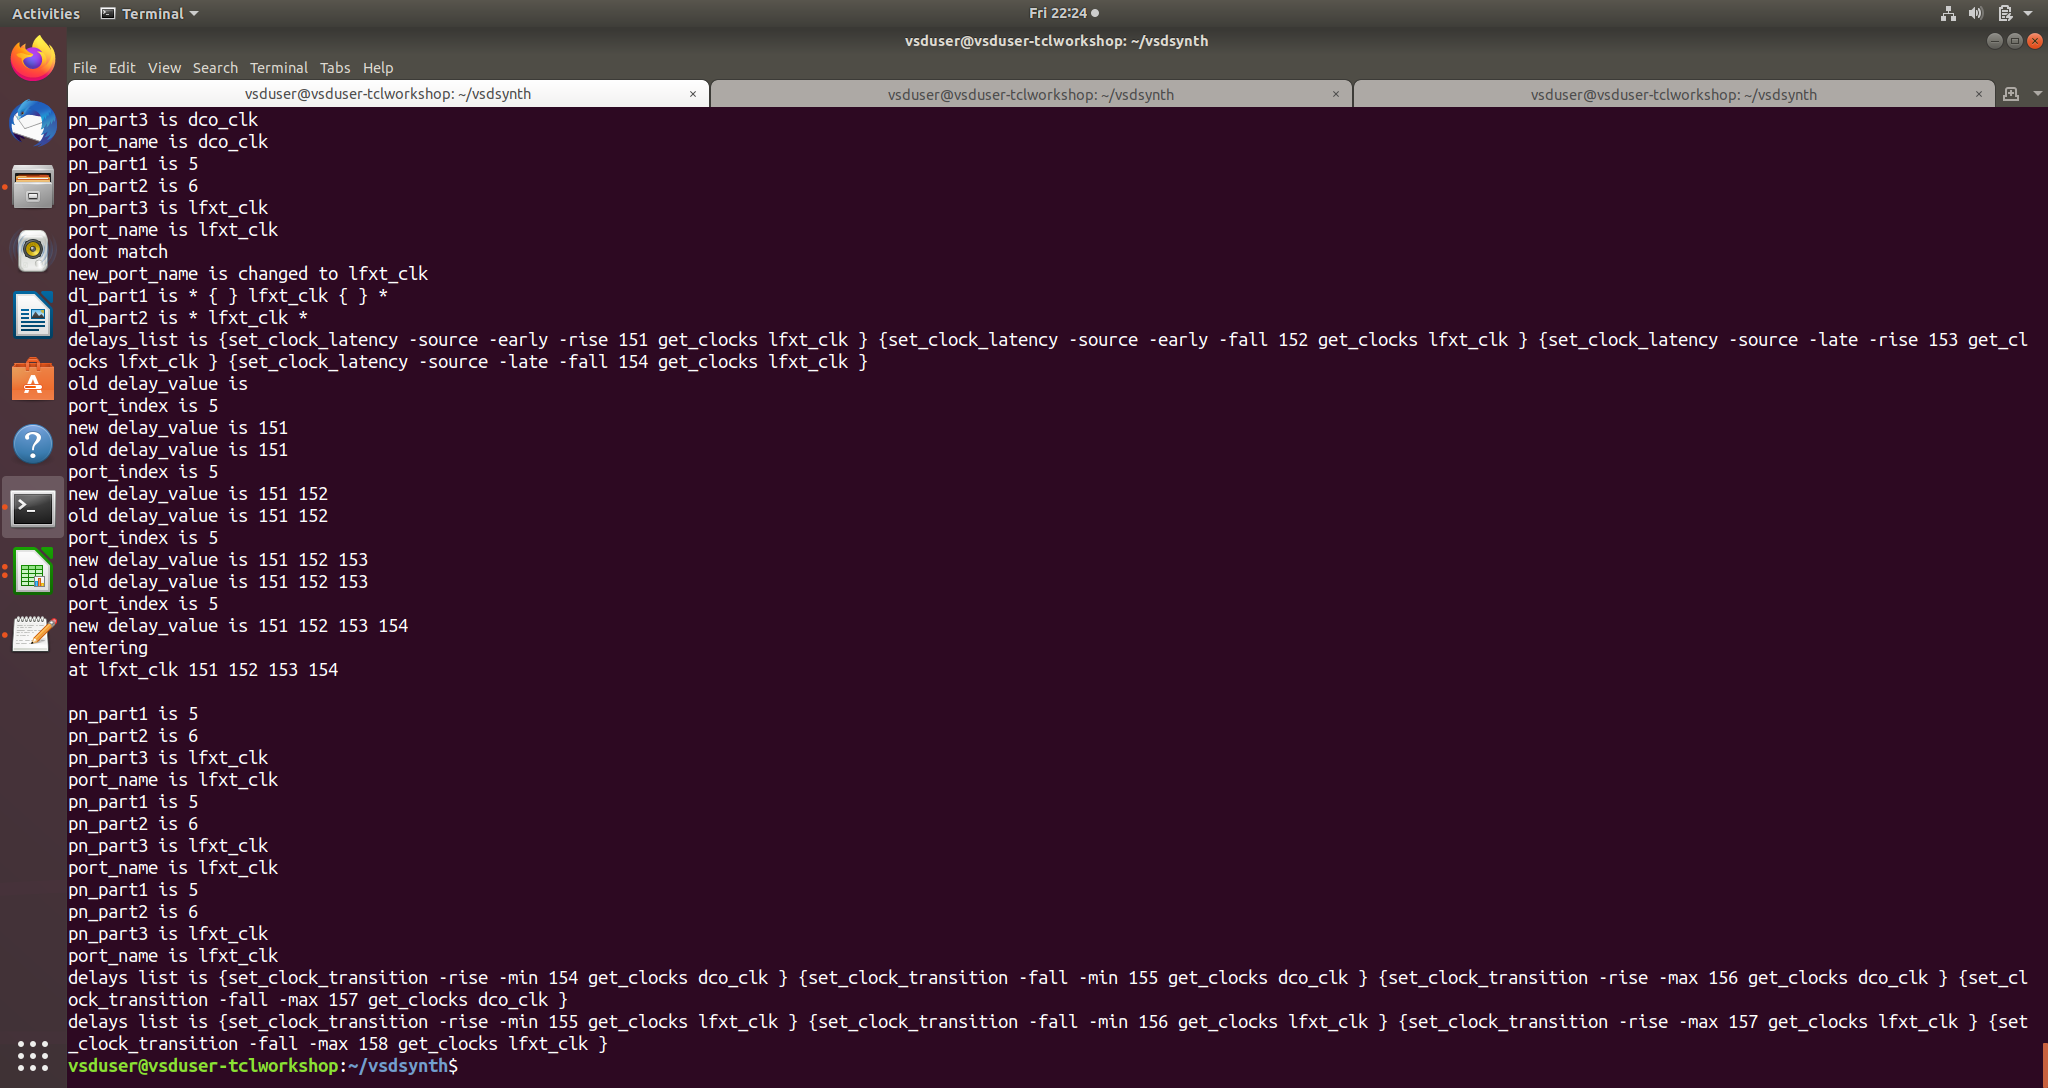 Activities Terminal Fri 22:24
vsduser@vsduser-tclworkshop: ~/vsdsynth
File Edit View Search Terminal Tabs Help
vsduser@vsduser-tclworkshop: ~/vsdsynth × vsduser@vsduser-tclworkshop: ~/vsdsynth × vsduser@vsduser-tclworkshop: ~/vsdsynth ×
pn_part3 is dco_clk
port_name is dco_clk
pn_part1 is 5
pn_part2 is 6
pn_part3 is lfxt_clk
port_name is lfxt_clk
dont match
new_port_name is changed to lfxt_clk
dl_part1 is * { } lfxt_clk { } *
dl_part2 is * lfxt_clk *
delays_list is {set_clock_latency -source -early -rise 151 get_clocks lfxt_clk } {set_clock_latency -source -early -fall 152 get_clocks lfxt_clk } {set_clock_latency -source -late -rise 153 get_cl
ocks lfxt_clk } {set_clock_latency -source -late -fall 154 get_clocks lfxt_clk }
old delay_value is
port_index is 5
new delay_value is 151
old delay_value is 151
port_index is 5
new delay_value is 151 152
old delay_value is 151 152
port_index is 5
new delay_value is 151 152 153
old delay_value is 151 152 153
port_index is 5
new delay_value is 151 152 153 154
entering
at lfxt_clk 151 152 153 154
pn_part1 is 5
pn_part2 is 6
pn_part3 is lfxt_clk
port_name is lfxt_clk
pn_part1 is 5
pn_part2 is 6
pn_part3 is lfxt_clk
port_name is lfxt_clk
pn_part1 is 5
pn_part2 is 6
pn_part3 is lfxt_clk
port_name is lfxt_clk
delays list is {set_clock_transition -rise -min 154 get_clocks dco_clk } {set_clock_transition -fall -min 155 get_clocks dco_clk } {set_clock_transition -rise -max 156 get_clocks dco_clk } {set_cl
ock_transition -fall -max 157 get_clocks dco_clk }
delays list is {set_clock_transition -rise -min 155 get_clocks lfxt_clk } {set_clock_transition -fall -min 156 get_clocks lfxt_clk } {set_clock_transition -rise -max 157 get_clocks lfxt_clk } {set
_clock_transition -fall -max 158 get_clocks lfxt_clk }
vsduser@vsduser-tclworkshop:~/vsdsynth$